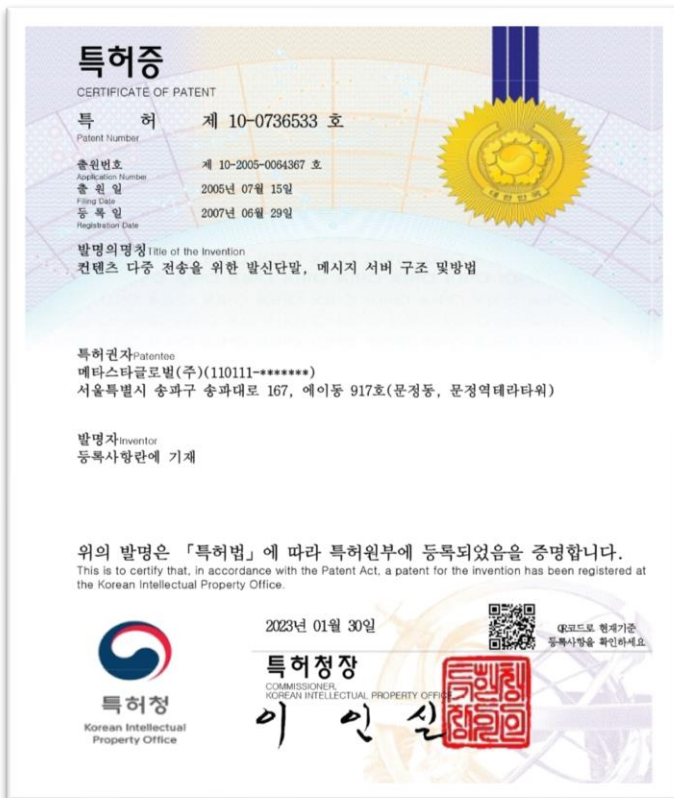 특허증
CERTIFICATE OF PATENT
특 허 제 10-0736533 호
Patent Number
출원번호 제 10-2005-0064367 호
Application Number
출 원 일 2005년 07월 15일
Filing Date
등 록 일 2007년 06월 29일
Registration Date
대한민국
발명의명칭 Title of the Invention
컨텐츠 다중 전송을 위한 발신단말, 메시지 서버 구조 및방법
특허권자 Patentee
메타스타글로벌(주)(110111-*******)
서울특별시 송파구 송파대로 167, 에이동 917호(문정동, 문정역테라타워)
발명자 Inventor
등록사항란에 기재
위의 발명은 「특허법」에 따라 특허원부에 등록되었음을 증명합니다.
This is to certify that, in accordance with the Patent Act, a patent for the invention has been registered at
the Korean Intellectual Property Office.
2023년 01월 30일
QR코드로 현재기준
등록사항을 확인하세요
특허청
Korean Intellectual
Property Office
특허청장
COMMISSIONER,
KOREAN INTELLECTUAL PROPERTY OFFICE
이 인 실
특허청장의인